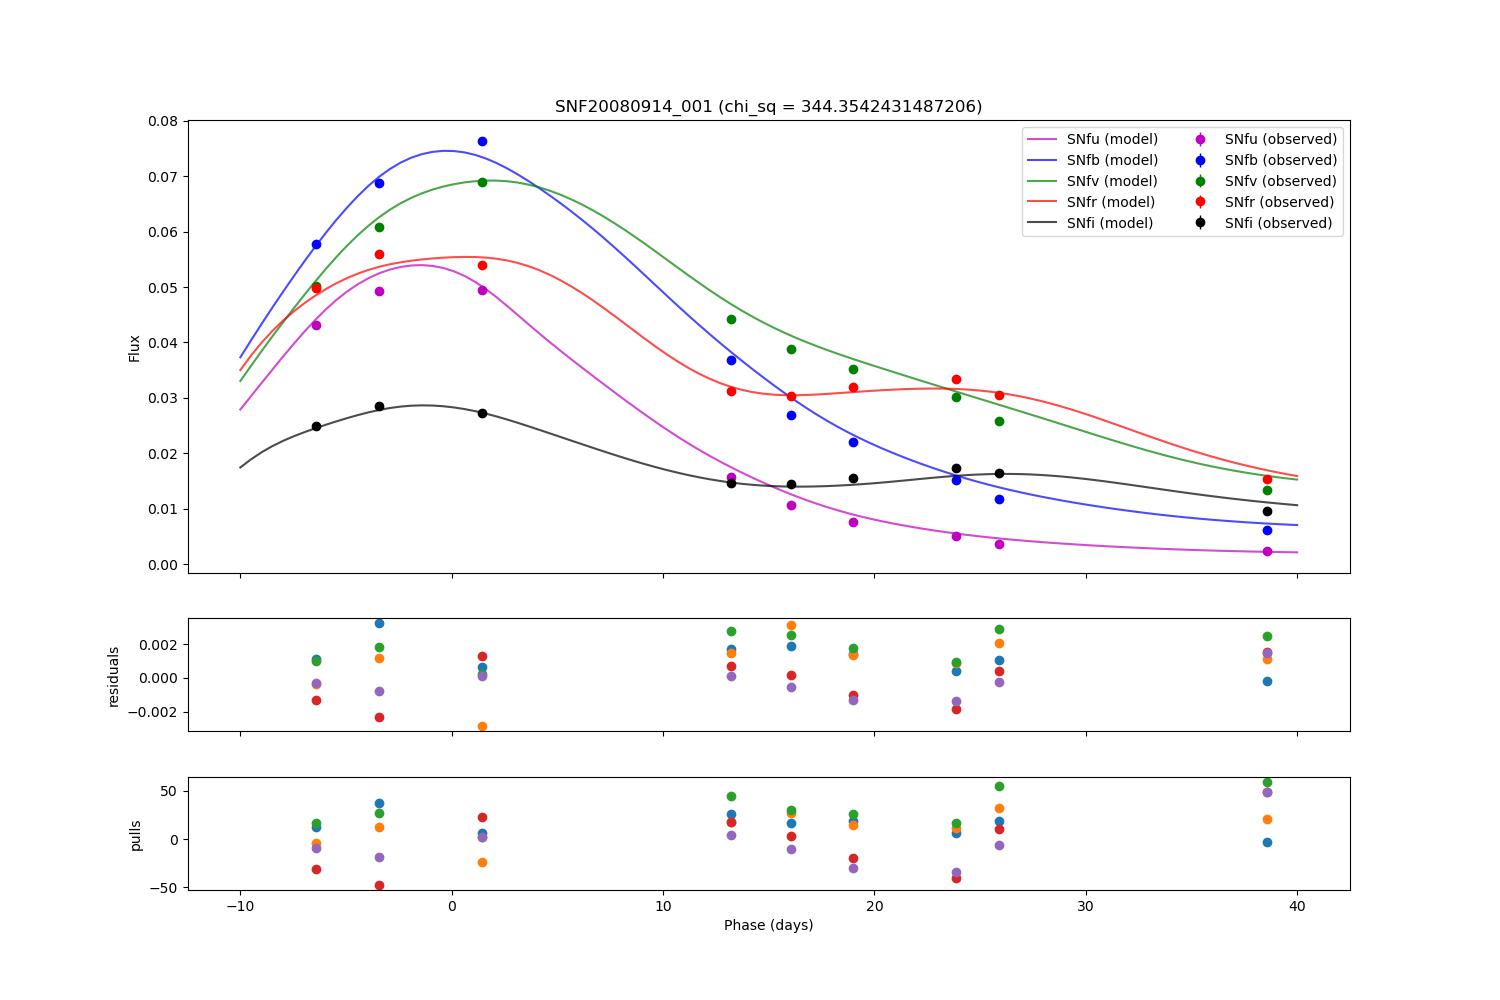 SNF20080914_001 (chi_sq = 344.3542431487206)
0.08
0.07
0.06
0.05
0.04
0.03
0.02
0.01
0.00
Flux
SNfu (model)
SNfb (model)
SNfv (model)
SNfr (model)
SNfi (model)
SNfu (observed)
SNfb (observed)
SNfv (observed)
SNfr (observed)
SNfi (observed)
0.002
0.000
−0.002
residuals
50
0
−50
pulls
−10 0 10 20 30 40
Phase (days)